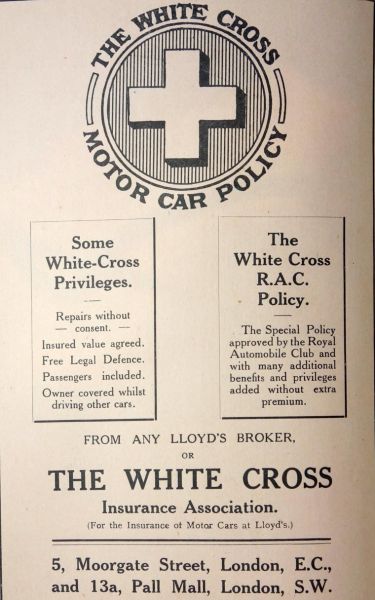 THE WHITE CROSS
MOTOR CAR POLICY
Some
White-Cross
Privileges.
Repairs without
— consent. —
Insured value agreed.
Free Legal Defence.
Passengers included.
Owner covered whilst
driving other cars.
The
White Cross
R.A.C.
Policy.
The Special Policy
approved by the Royal
Automobile Club and
with many additional
benefits and privileges
added without extra
premium.
FROM ANY LLOYD'S BROKER,
OR
THE WHITE CROSS
Insurance Association.
(For the Insurance of Motor Cars at Lloyd's.)
5, Moorgate Street, London, E.C.,
and 13a, Pall Mall, London, S.W.